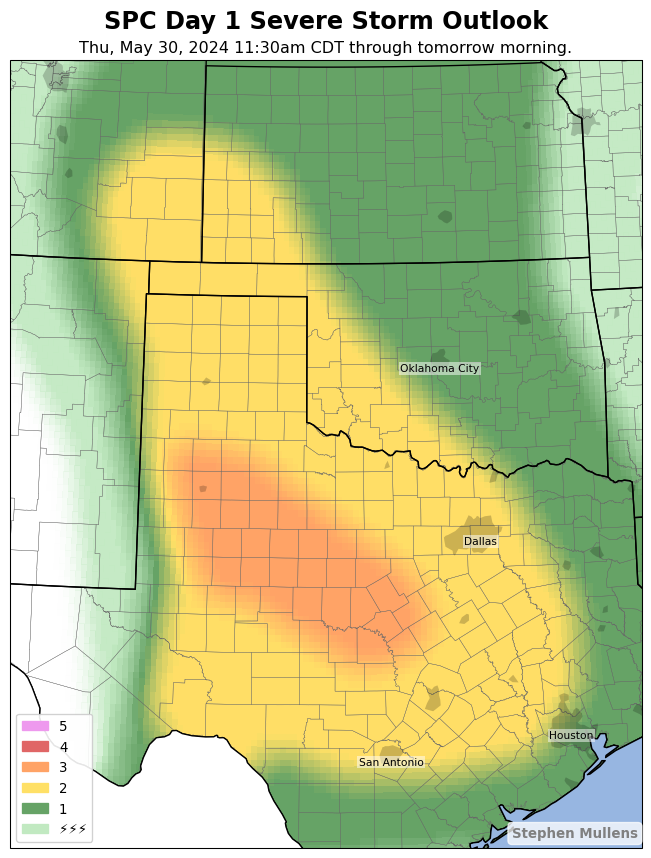 SPC Day 1 Severe Storm Outlook
Thu, May 30, 2024 11:30am CDT through tomorrow morning.
Oklahoma City
Dallas
Houston
San Antonio
5
4
3
2
1
⚡⚡⚡
Stephen Mullens